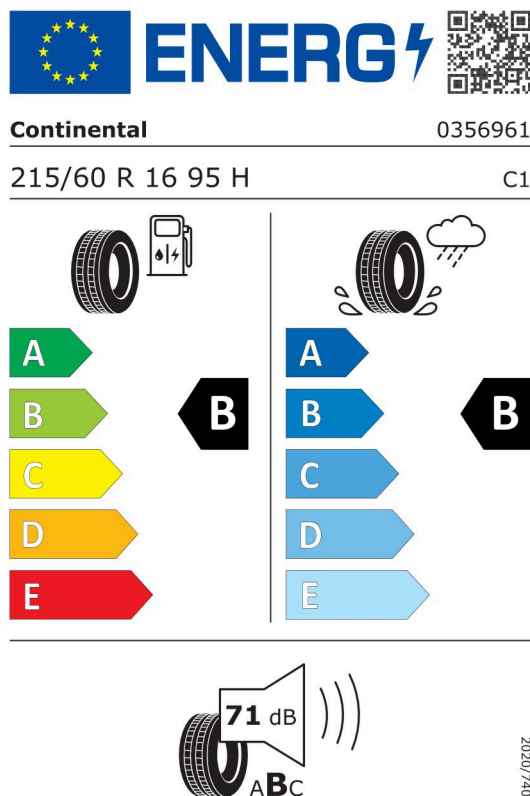 ENERG
Continental 0356961
215/60 R 16 95 H C1
A A
B B B B
C C
D D
E E
71 dB
ABC
2020/740